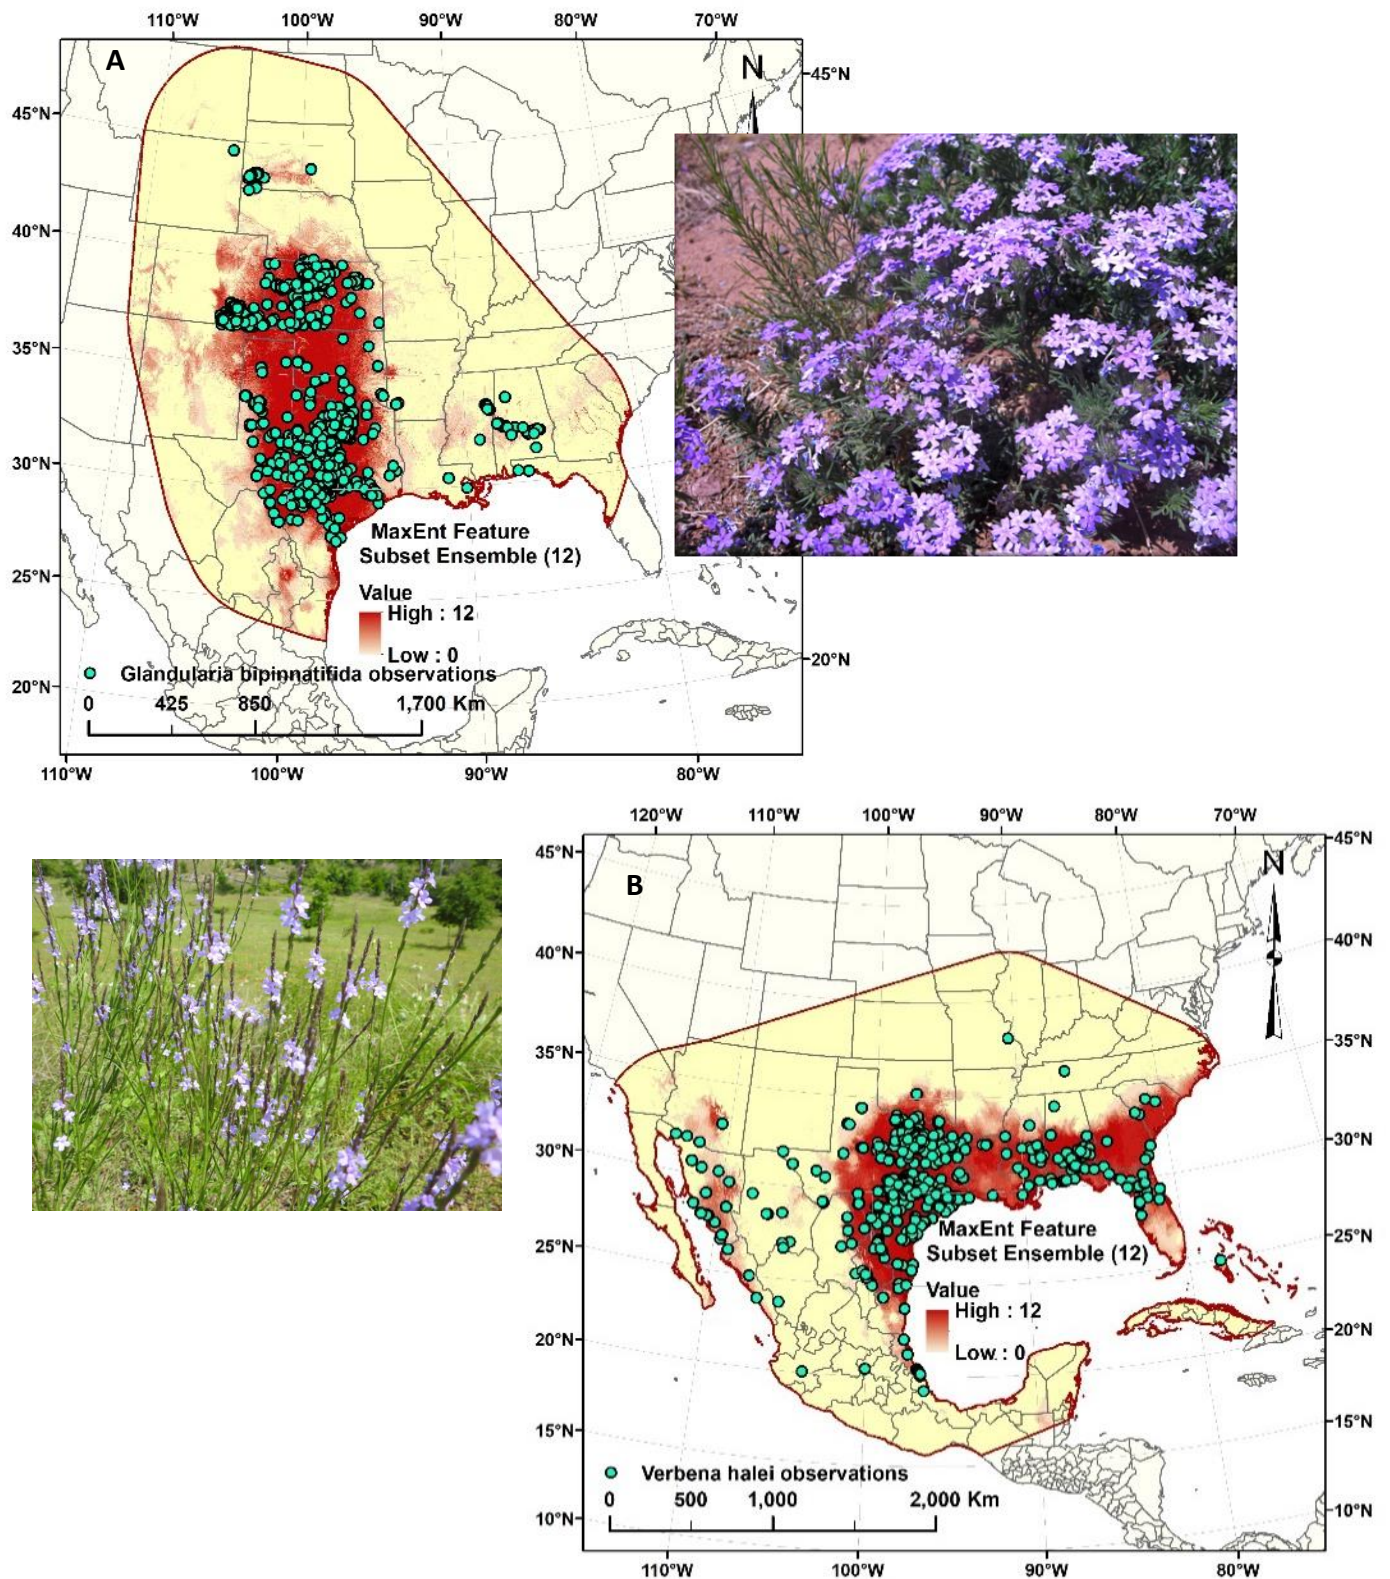 110°W 100°W 90°W 80°W 70°W
A
N
45°N
45°N
40°N
35°N
30°N
25°N
20°N
20°N
MaxEnt Feature
Subset Ensemble (12)
Value
High : 12
Low : 0
Glandularia bipinnatifida observations
0 425 850 1,700 Km
110°W 100°W 90°W 80°W
120°W 110°W 100°W 90°W 80°W 70°W
B
N
45°N
45°N
40°N
40°N
35°N
35°N
30°N
30°N
25°N
25°N
20°N
20°N
15°N
15°N
10°N
10°N
MaxEnt Feature
Subset Ensemble (12)
Value
High : 12
Low : 0
Verbena halei observations
0 500 1,000 2,000 Km
110°W 100°W 90°W 80°W